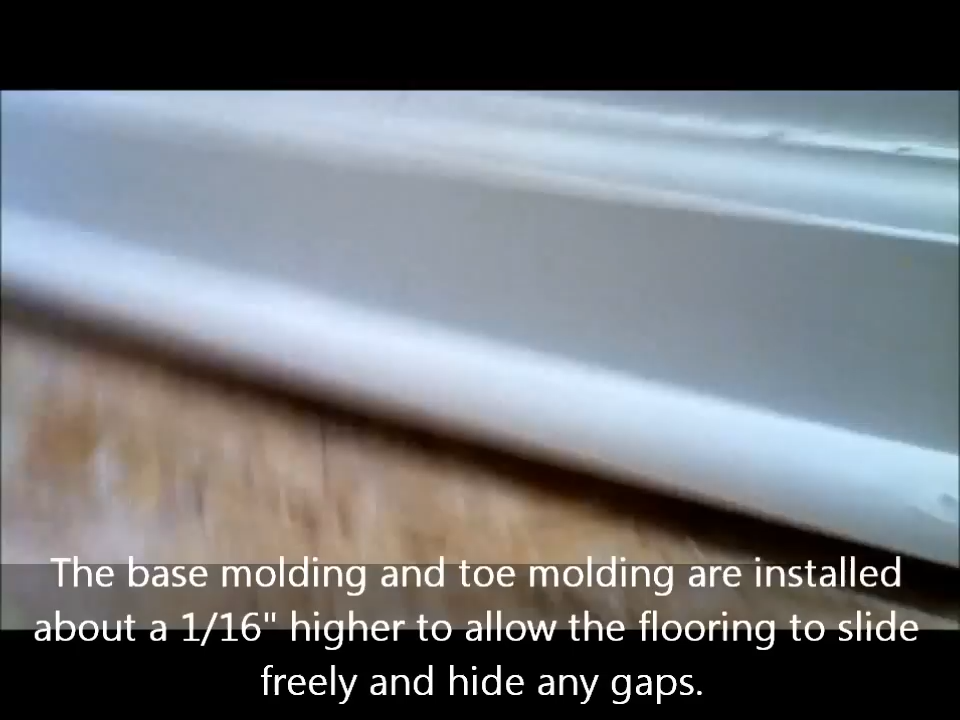 The base molding and toe molding are installed
about a 1/16" higher to allow the flooring to slide
freely and hide any gaps.